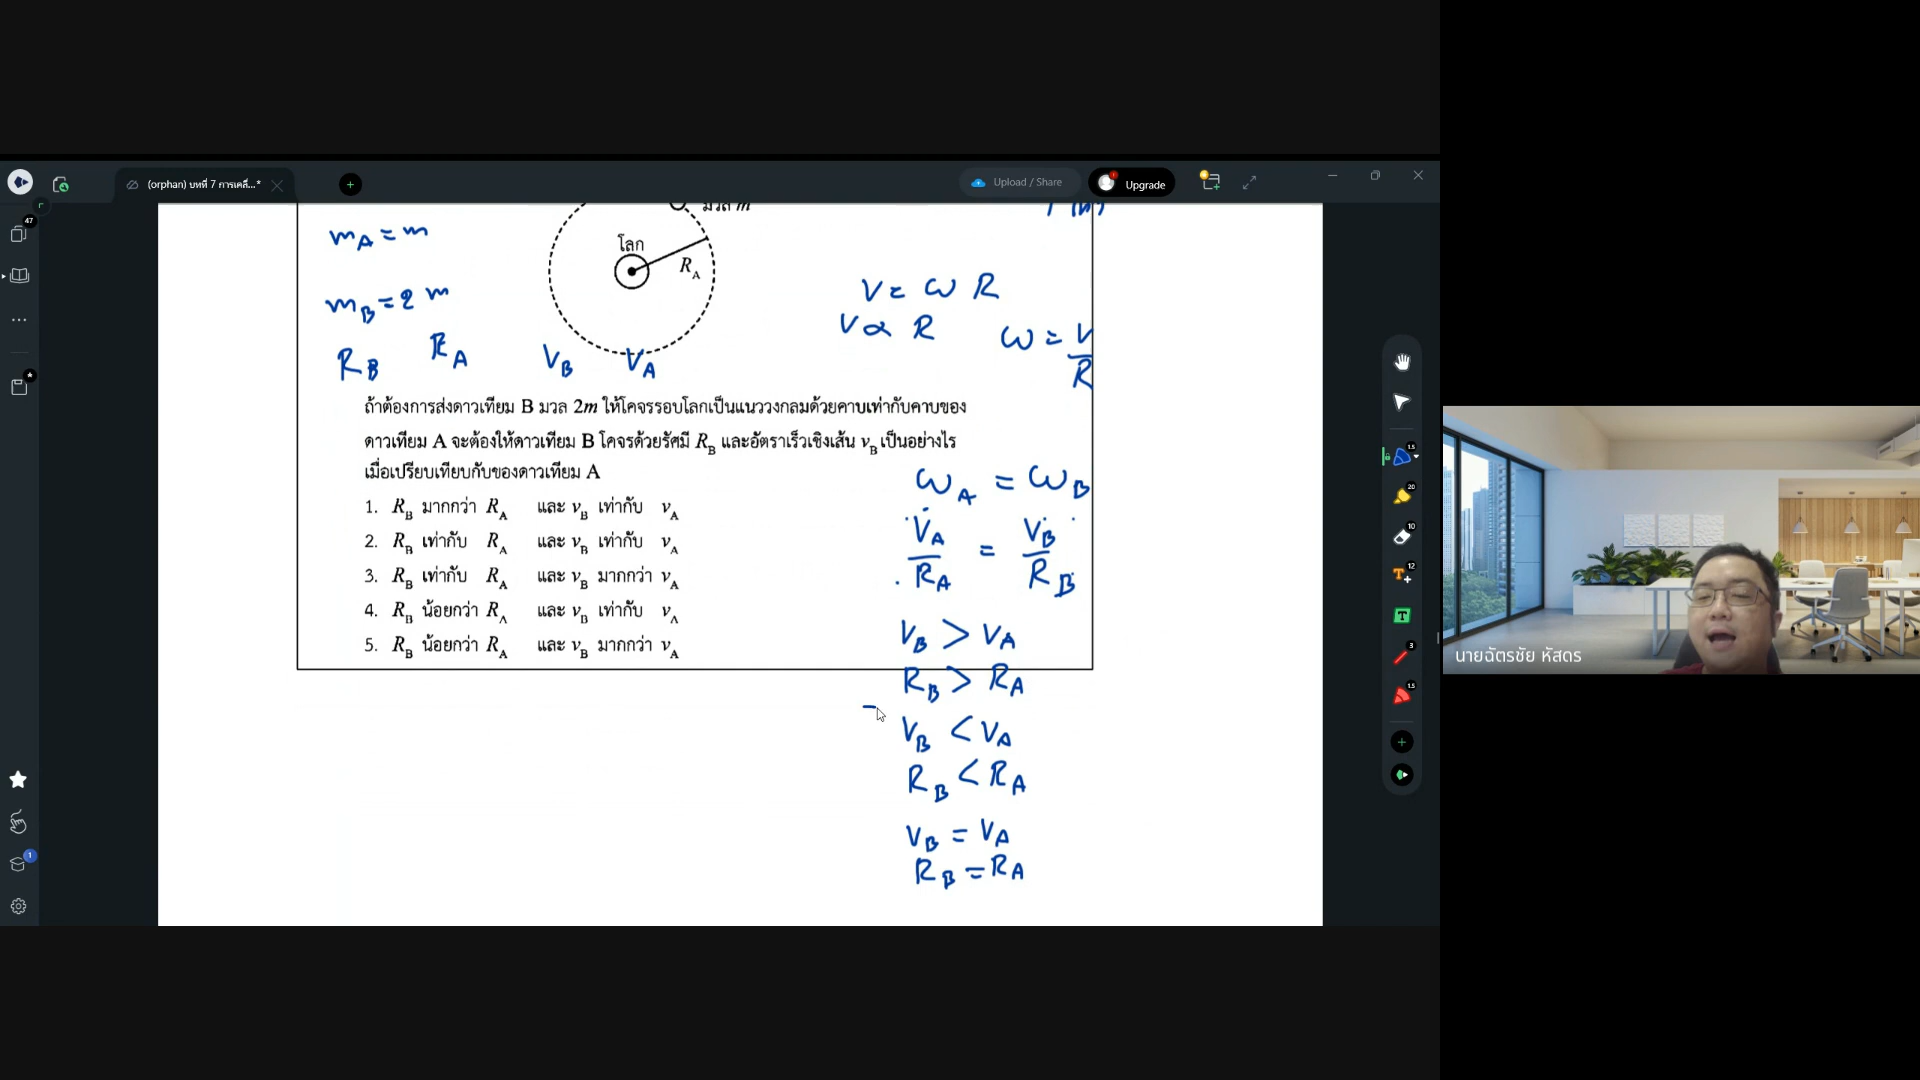 (orphan) บทที่ 7 การเคลื่...*
Upload / Share
Upgrade
47
มวล m
m_A = m
โลก
R_A
m_B = 2 m
V = ω R
V ∝ R
ω = V/R
R_B R_A
V_B V_A
ถ้าต้องการส่งดาวเทียม B มวล 2m ให้โคจรรอบโลกเป็นแนววงกลมด้วยคาบเท่ากับคาบของ
ดาวเทียม A จะต้องให้ดาวเทียม B โคจรด้วยรัศมี R_B และอัตราเร็วเชิงเส้น v_B เป็นอย่างไร
เมื่อเปรียบเทียบกับของดาวเทียม A
1. R_B มากกว่า R_A และ v_B เท่ากับ v_A
2. R_B เท่ากับ R_A และ v_B เท่ากับ v_A
3. R_B เท่ากับ R_A และ v_B มากกว่า v_A
4. R_B น้อยกว่า R_A และ v_B เท่ากับ v_A
5. R_B น้อยกว่า R_A และ v_B มากกว่า v_A
ω_A = ω_B
V_A/R_A = V_B/R_B
V_B > V_A
R_B > R_A
V_B < V_A
R_B < R_A
V_B = V_A
R_B = R_A
15
20
10
12
3
15
1
นายฉัตรชัย หัสดร